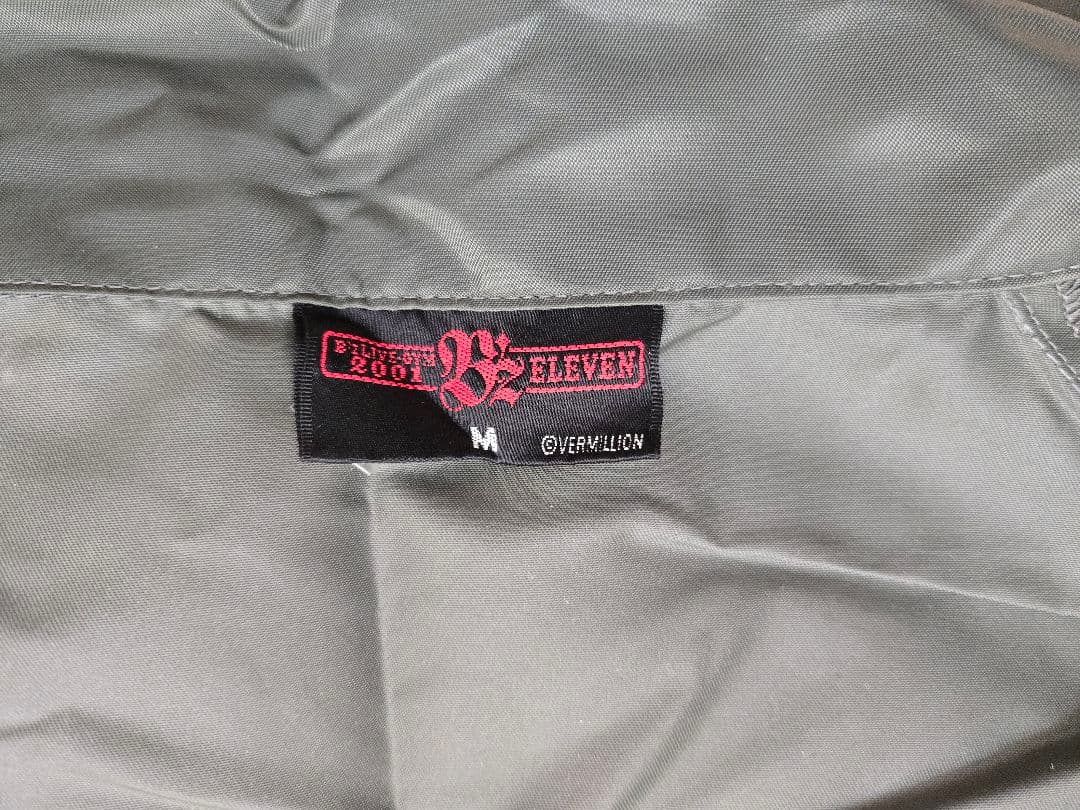 B'z LIVE-GYM
2001
B'z
ELEVEN
M
©VERMILLION